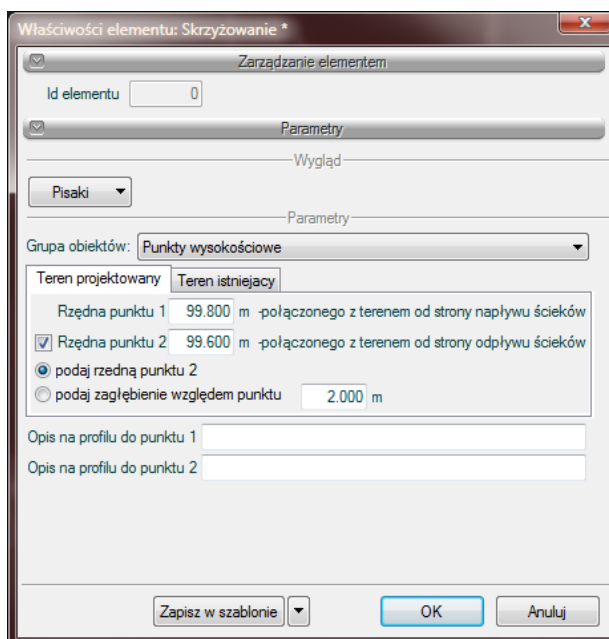 Właściwości elementu: Skrzyżowanie *
Zarządzanie elementem
Id elementu 0
Parametry
Wygląd
Pisaki
Parametry
Grupa obiektów: Punkty wysokościowe
Teren projektowany Teren istniejacy
Rzędna punktu 1 99.800 m -połączonego z terenem od strony napływu ścieków
Rzędna punktu 2 99.600 m -połączonego z terenem od strony odpływu ścieków
podaj rzedną punktu 2
podaj zagłębienie względem punktu 2.000 m
Opis na profilu do punktu 1
Opis na profilu do punktu 2
Zapisz w szablonie OK Anuluj